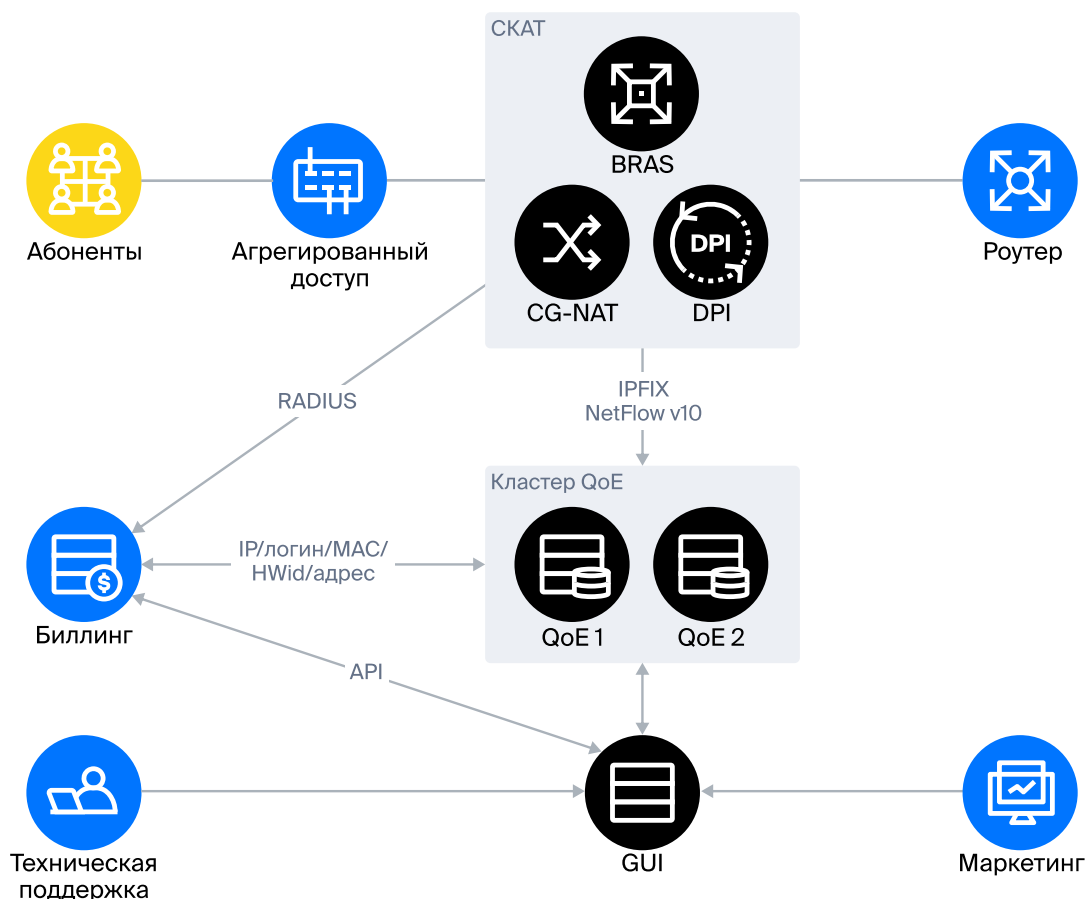 СКАТ
BRAS
Абоненты
Агрегированный
доступ
CG-NAT
DPI
DPI
Роутер
RADIUS
IPFIX
NetFlow v10
Кластер QoE
IP/логин/MAC/
HWid/адрес
$
Биллинг
QoE 1
QoE 2
API
Техническая
поддержка
GUI
Маркетинг